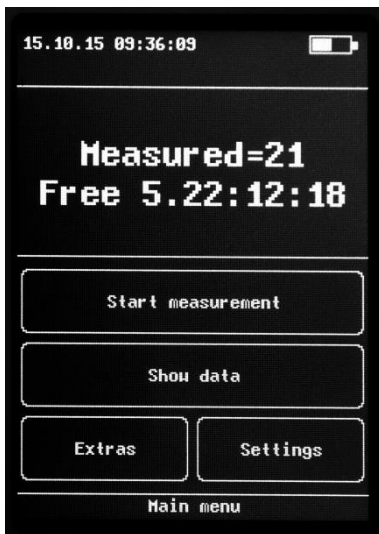 15.10.15 09:36:09
Measured=21
Free 5.22:12:18
Start measurement
Show data
Extras
Settings
Main menu